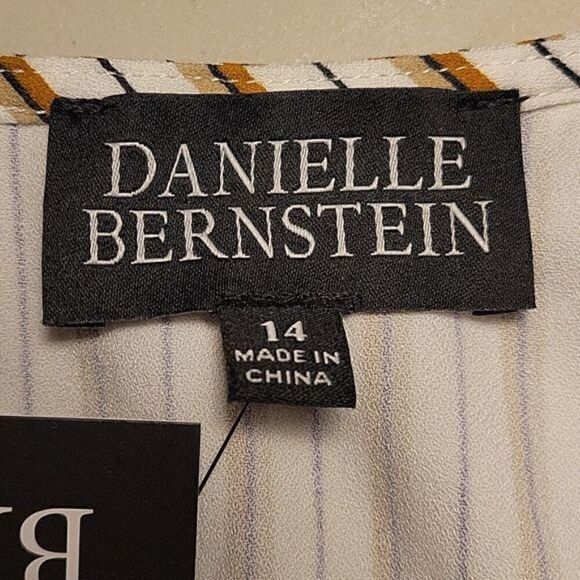 DANIELLE
BERNSTEIN
14
MADE IN
CHINA